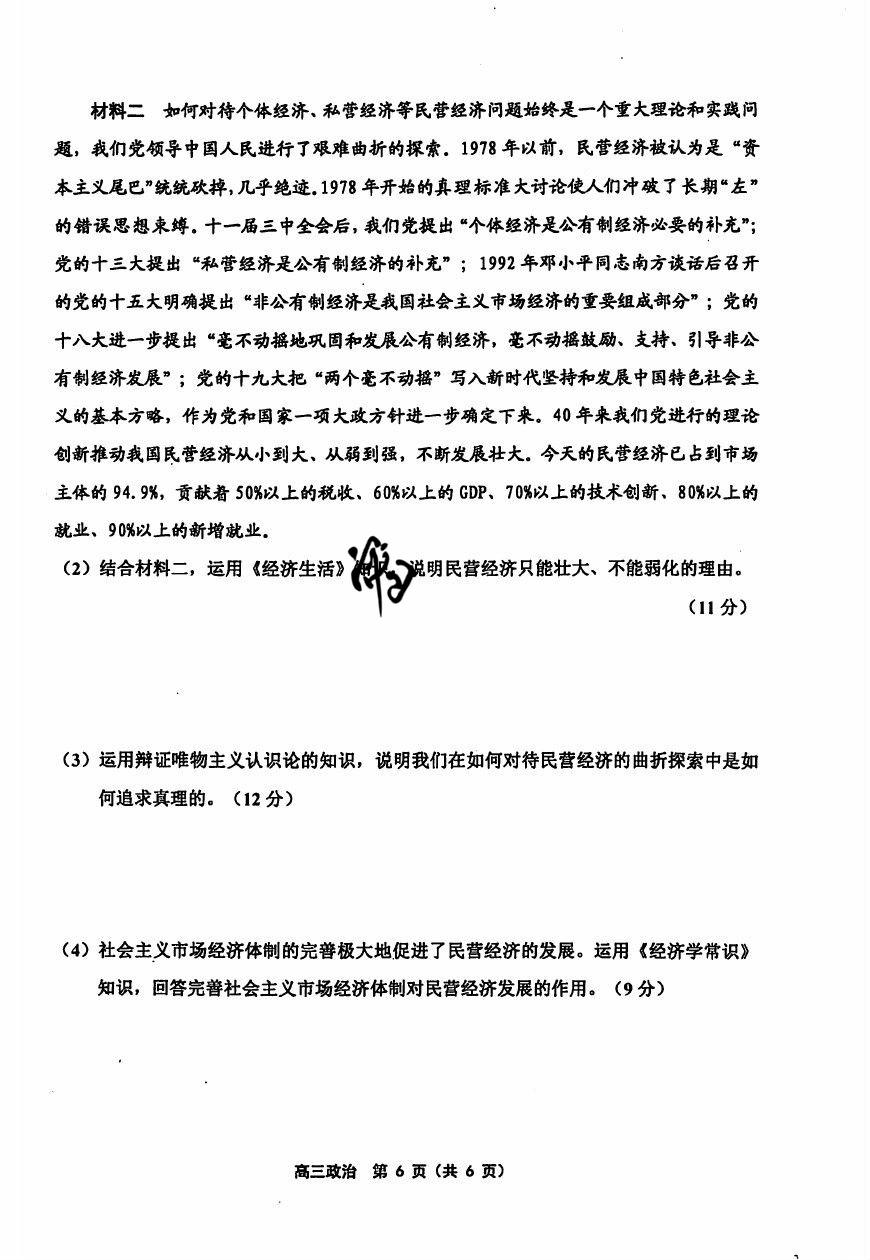 材料二 如何对待个体经济、私营经济等民营经济问题始终是一个重大理论和实践问
题，我们党领导中国人民进行了艰难曲折的探索。1978 年以前，民营经济被认为是“资
本主义尾巴”统统砍掉，几乎绝迹。1978 年开始的真理标准大讨论使人们冲破了长期“左”
的错误思想束缚。十一届三中全会后，我们党提出“个体经济是公有制经济必要的补充”；
党的十三大提出“私营经济是公有制经济的补充”；1992 年邓小平同志南方谈话后召开
的党的十五大明确提出“非公有制经济是我国社会主义市场经济的重要组成部分”；党的
十八大进一步提出“毫不动摇地巩固和发展公有制经济，毫不动摇鼓励、支持、引导非公
有制经济发展”；党的十九大把“两个毫不动摇”写入新时代坚持和发展中国特色社会主
义的基本方略，作为党和国家一项大政方针进一步确定下来。40 年来我们党进行的理论
创新推动我国民营经济从小到大、从弱到强，不断发展壮大。今天的民营经济已占到市场
主体的 94.9%，贡献着 50%以上的税收、60%以上的 GDP、70%以上的技术创新、80%以上的
就业、90%以上的新增就业。
（2）结合材料二，运用《经济生活》 说明民营经济只能壮大、不能弱化的理由。
（11 分）
（3）运用辩证唯物主义认识论的知识，说明我们在如何对待民营经济的曲折探索中是如
何追求真理的。（12 分）
（4）社会主义市场经济体制的完善极大地促进了民营经济的发展。运用《经济学常识》
知识，回答完善社会主义市场经济体制对民营经济发展的作用。（9 分）
高三政治 第 6 页（共 6 页）